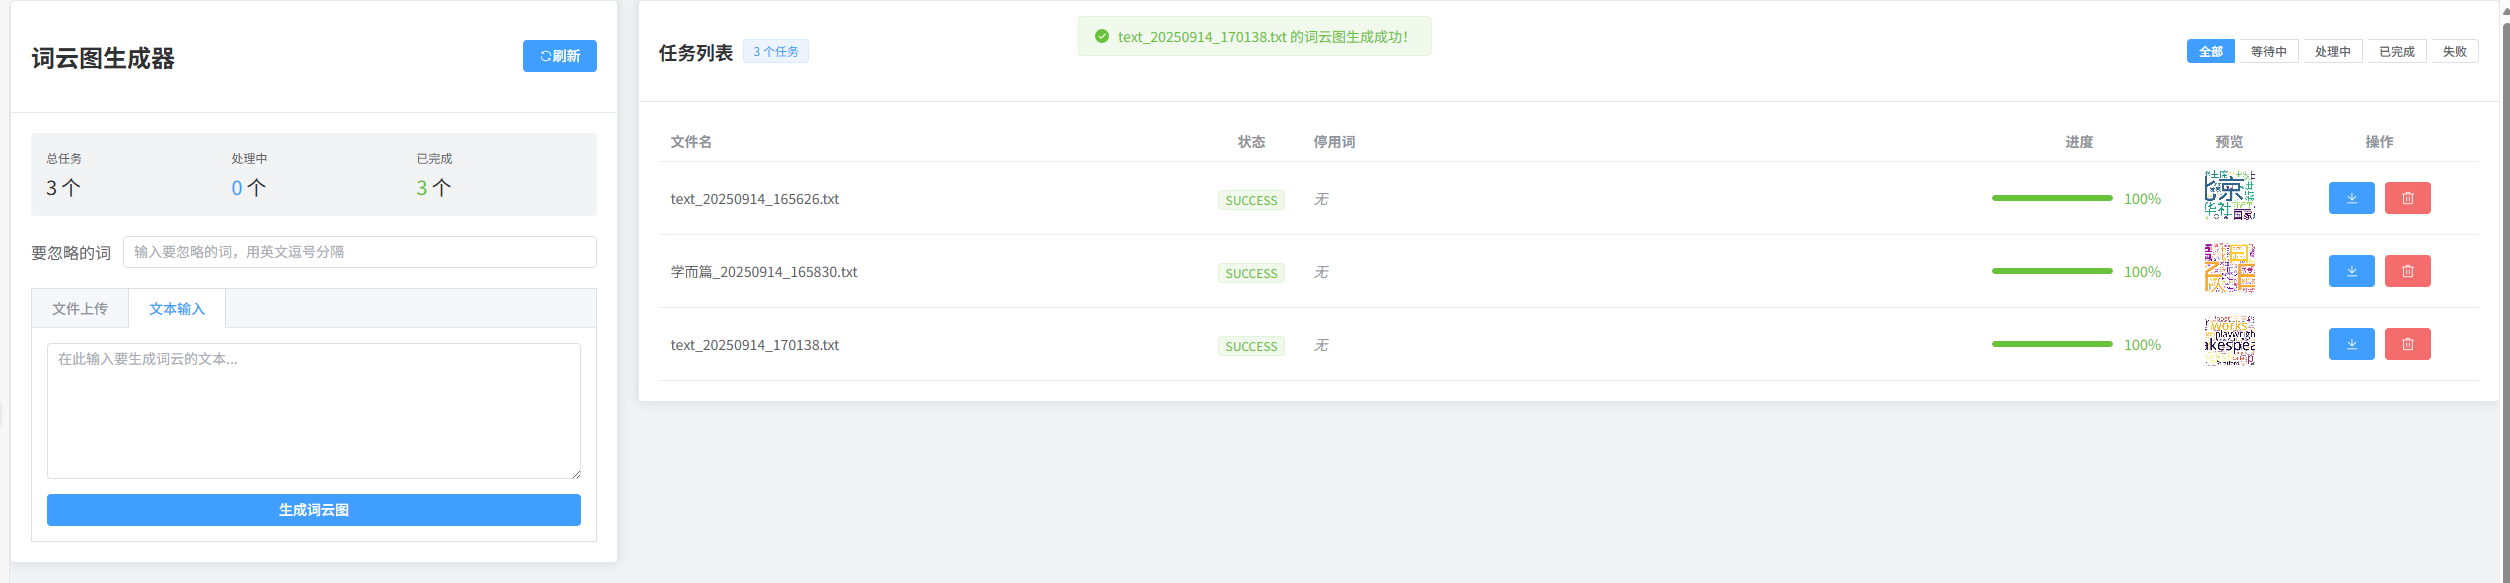 词云图生成器
刷新
总任务 处理中 已完成
3 个 0 个 3 个
要忽略的词 输入要忽略的词，用英文逗号分隔
文件上传 文本输入
在此输入要生成词云的文本...
生成词云图
text_20250914_170138.txt 的词云图生成成功！
任务列表 3 个任务
全部 等待中 处理中 已完成 失败
文件名 状态 停用词 进度 预览 操作
text_20250914_165626.txt SUCCESS 无 100%
学而篇_20250914_165830.txt SUCCESS 无 100%
text_20250914_170138.txt SUCCESS 无 100%
works